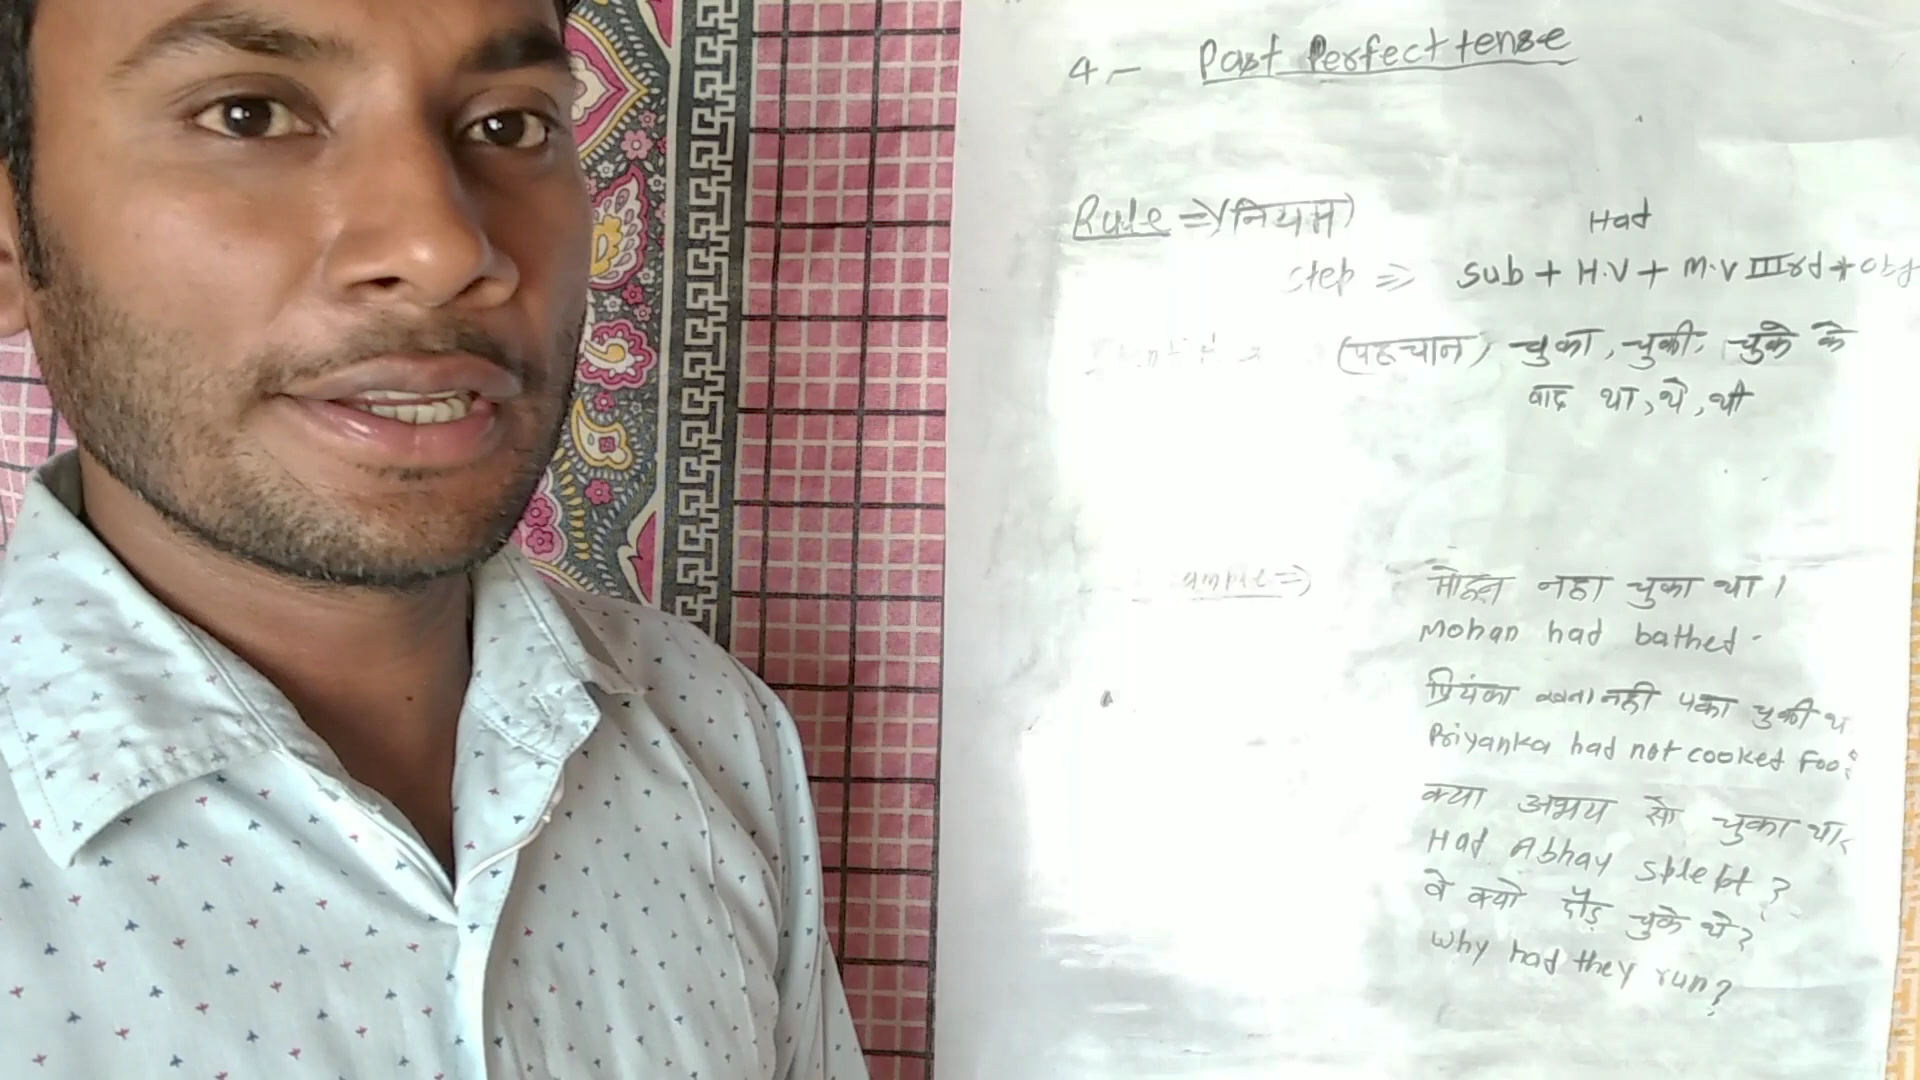 4 - Past Perfect tense
Rule ⇒ (नियम)
Had
Step ⇒ Sub + H.V + M.V IIIrd + obj
(पहचान) चुका, चुकी, चुके के
बाद था, थे, थी
मोहन नहा चुका था।
Mohan had bathed.
प्रियंका खाना नही पका चुकी
Priyanka had not cooked Food
क्या अभय सो चुका था
Had Abhay
वे क्यो दौड़ चुके थे?
Why had they run?